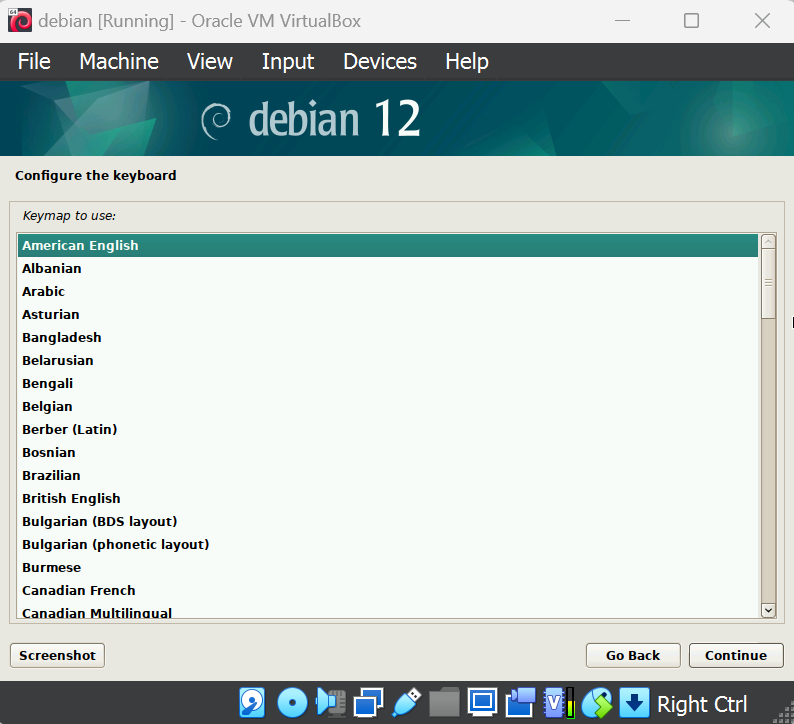 debian [Running] - Oracle VM VirtualBox
File Machine View Input Devices Help
debian 12
Configure the keyboard
Keymap to use:
American English
Albanian
Arabic
Asturian
Bangladesh
Belarusian
Bengali
Belgian
Berber (Latin)
Bosnian
Brazilian
British English
Bulgarian (BDS layout)
Bulgarian (phonetic layout)
Burmese
Canadian French
Canadian Multilingual
Screenshot Go Back Continue
Right Ctrl